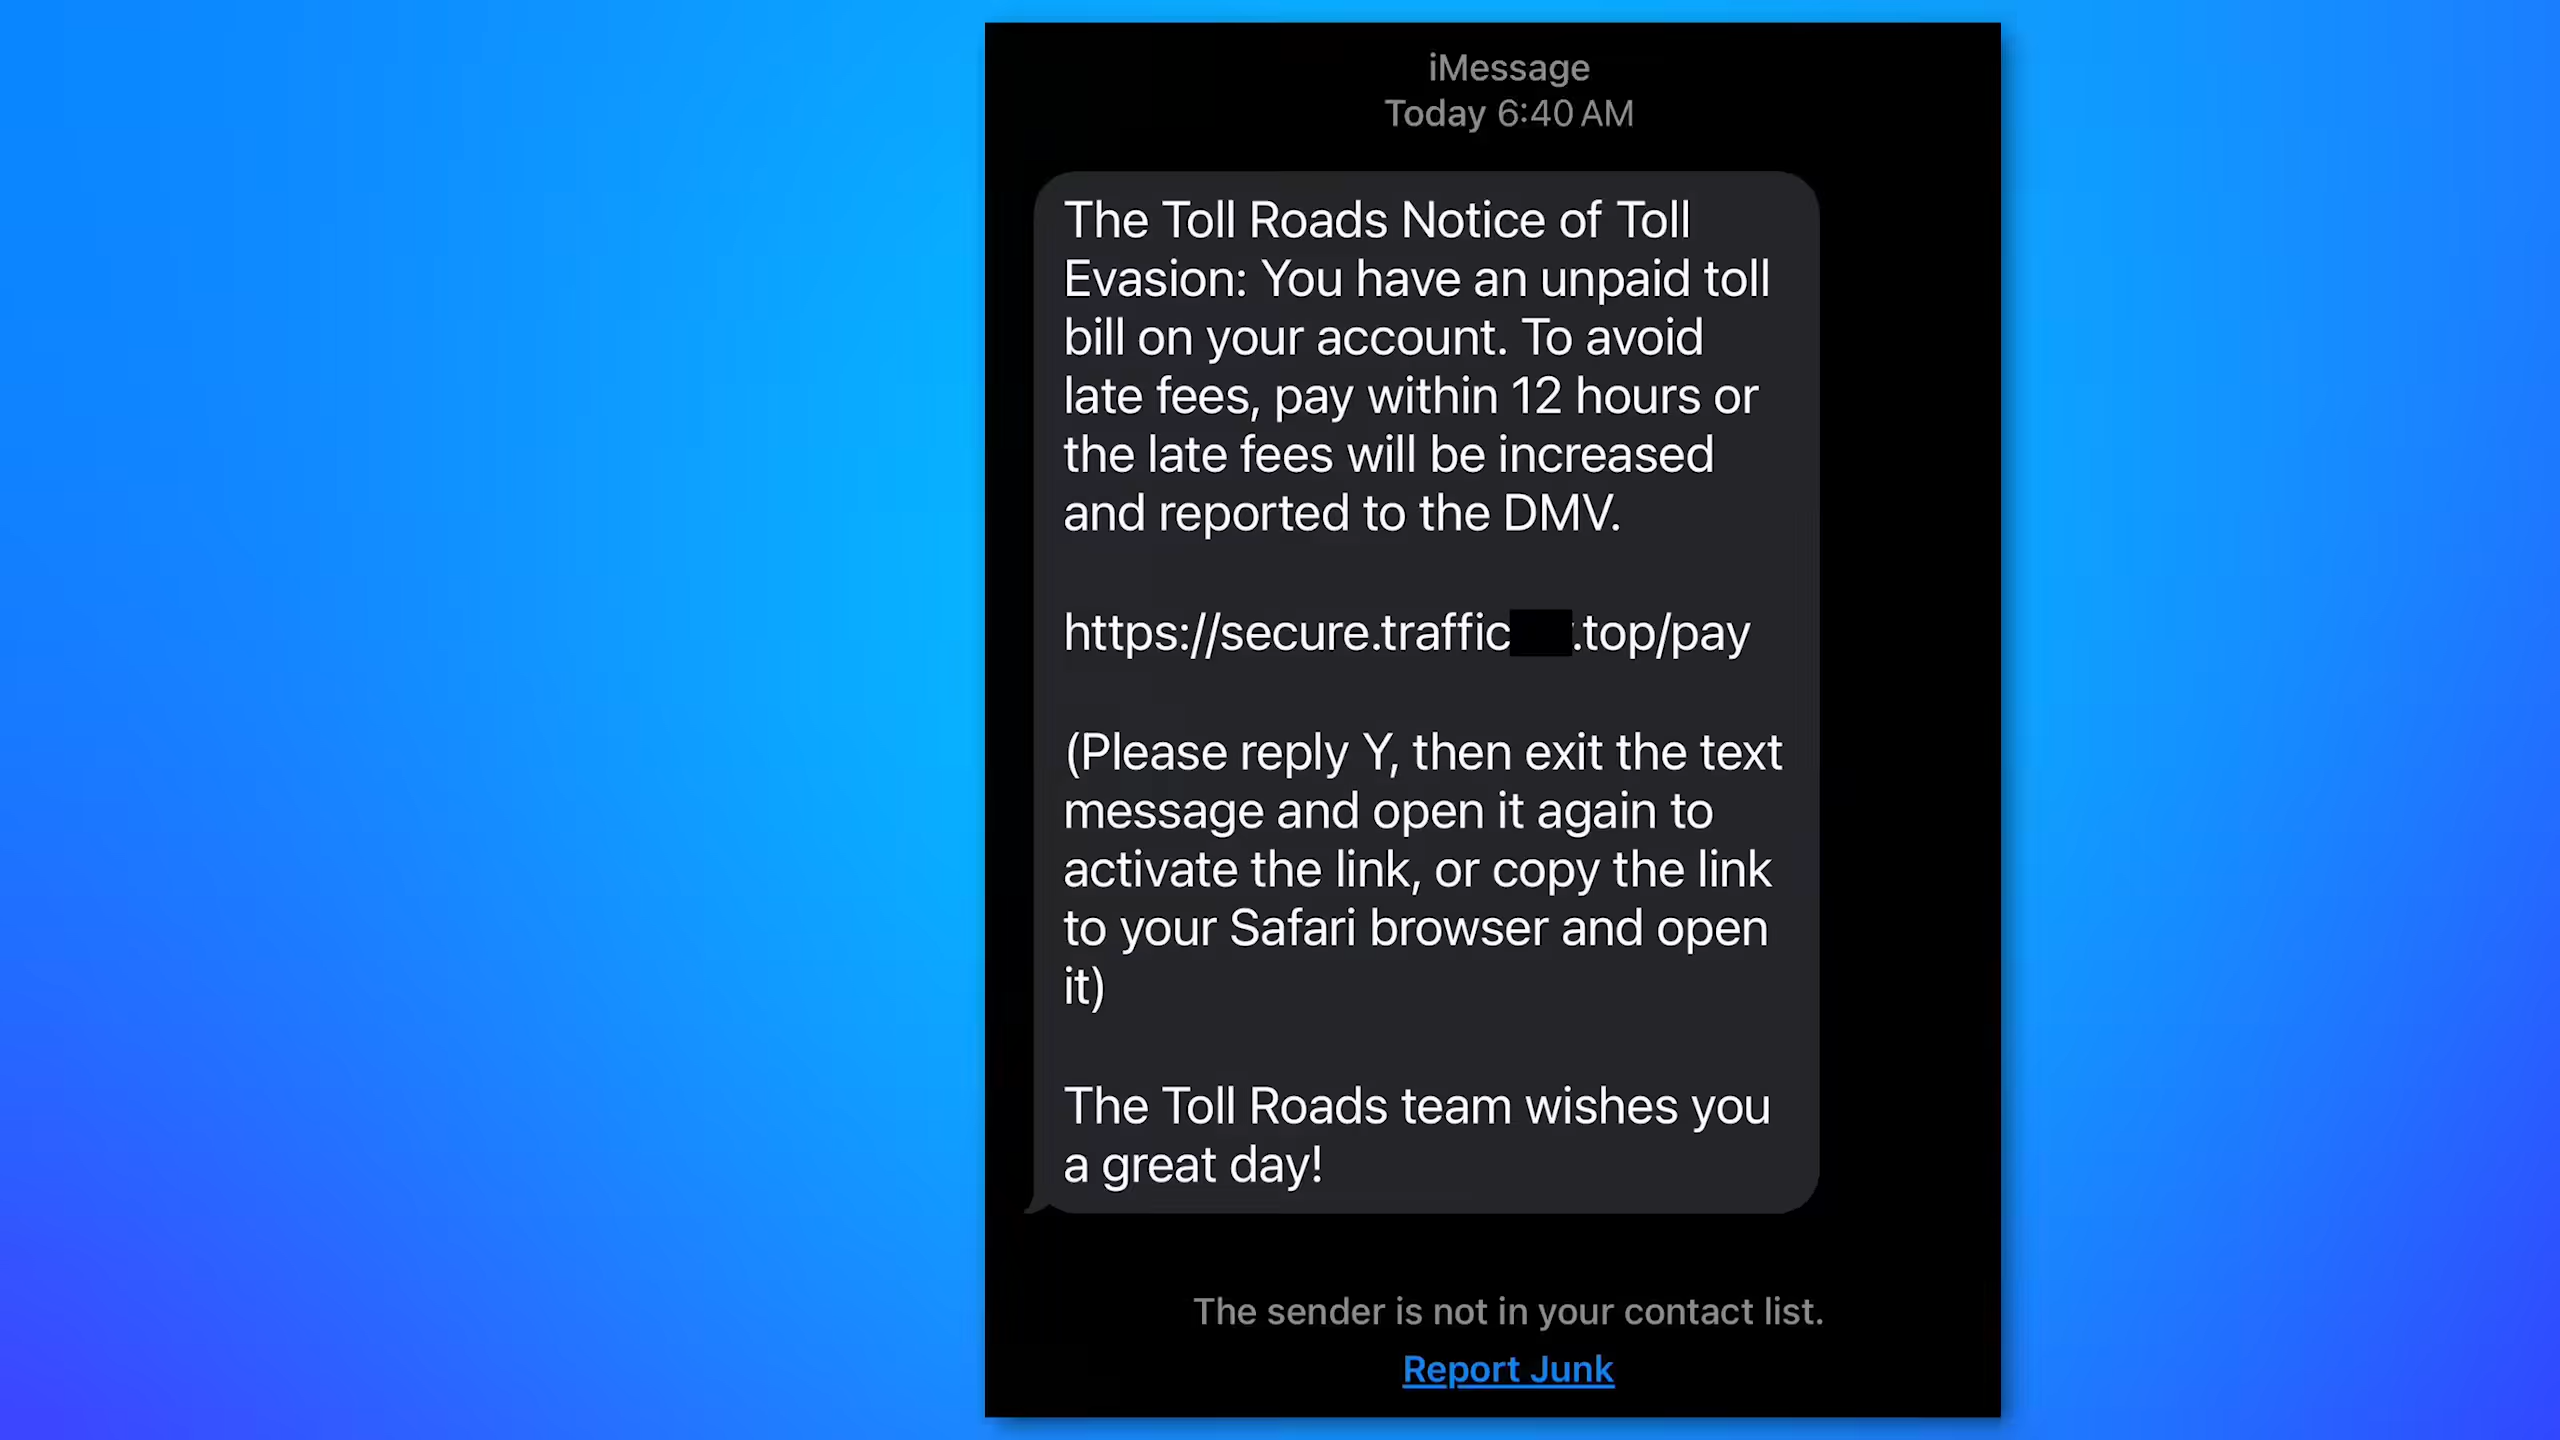 iMessage
Today 6:40 AM
The Toll Roads Notice of Toll
Evasion: You have an unpaid toll
bill on your account. To avoid
late fees, pay within 12 hours or
the late fees will be increased
and reported to the DMV.
https://secure.traffic .top/pay
(Please reply Y, then exit the text
message and open it again to
activate the link, or copy the link
to your Safari browser and open
it)
The Toll Roads team wishes you
a great day!
The sender is not in your contact list.
Report Junk